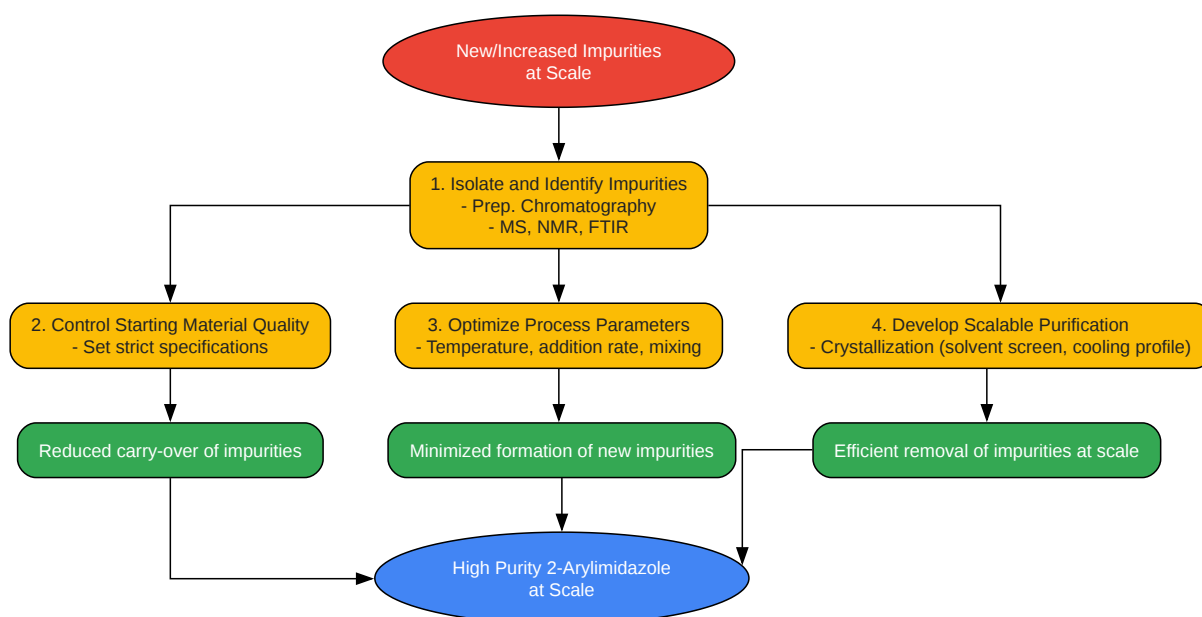 New/Increased Impurities
at Scale
1. Isolate and Identify Impurities
- Prep. Chromatography
- MS, NMR, FTIR
2. Control Starting Material Quality
- Set strict specifications
3. Optimize Process Parameters
- Temperature, addition rate, mixing
4. Develop Scalable Purification
- Crystallization (solvent screen, cooling profile)
Reduced carry-over of impurities
Minimized formation of new impurities
Efficient removal of impurities at scale
High Purity 2-Arylimidazole
at Scale